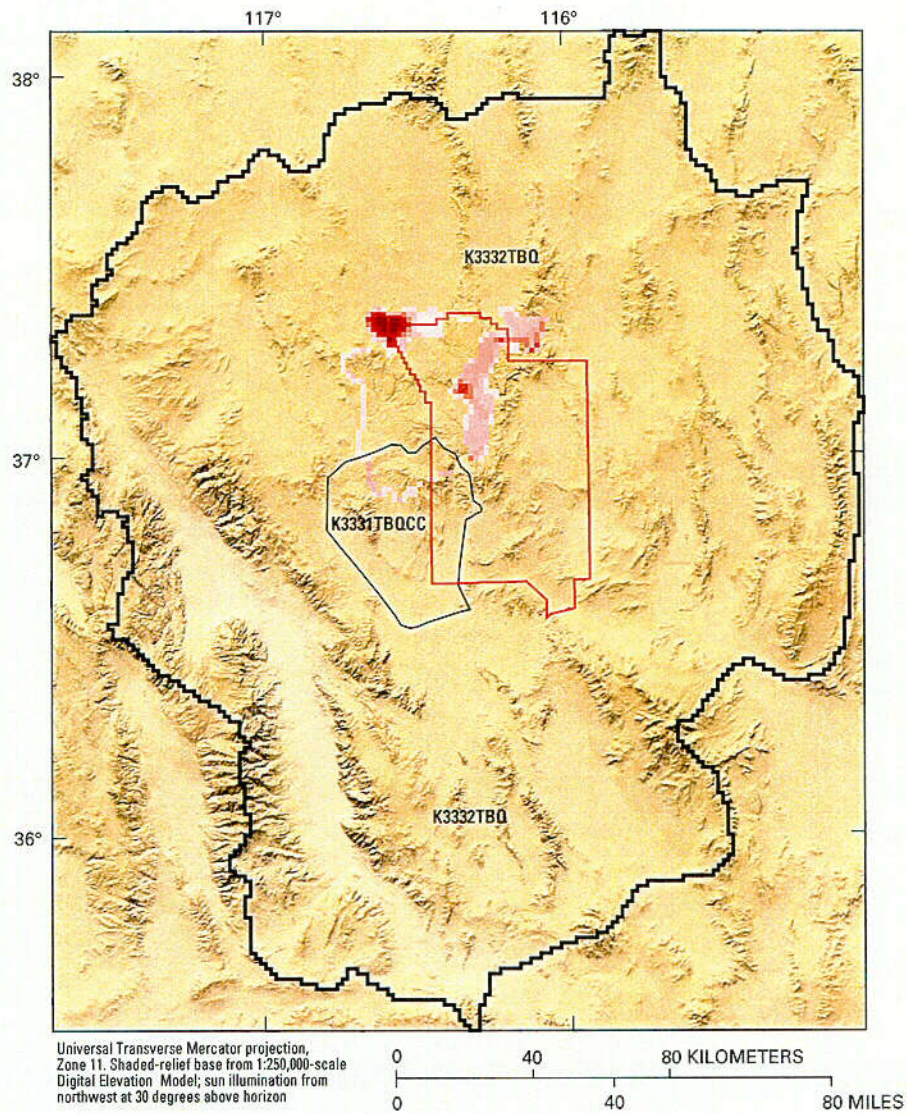 117° 116°
38°
K3332TBQ
37°
K3331TBQCC
K3332TBQ
36°
Universal Transverse Mercator projection,
Zone 11. Shaded-relief base from 1:250,000-scale
Digital Elevation Model; sun illumination from
northwest at 30 degrees above horizon
0 40 80 KILOMETERS
0 40 80 MILES